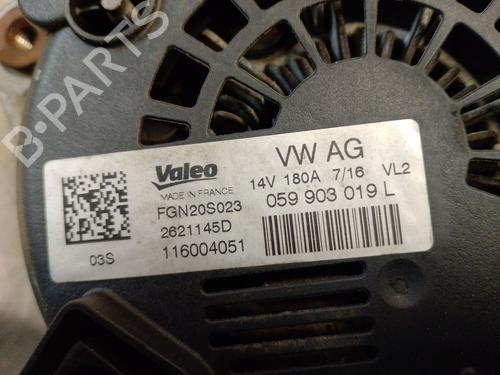 Valeo
MADE IN FRANCE
FGN20S023
2621145D
116004051
03S
VW AG
14V 180A 7/16 VL2
059 903 019 L
B-PARTS